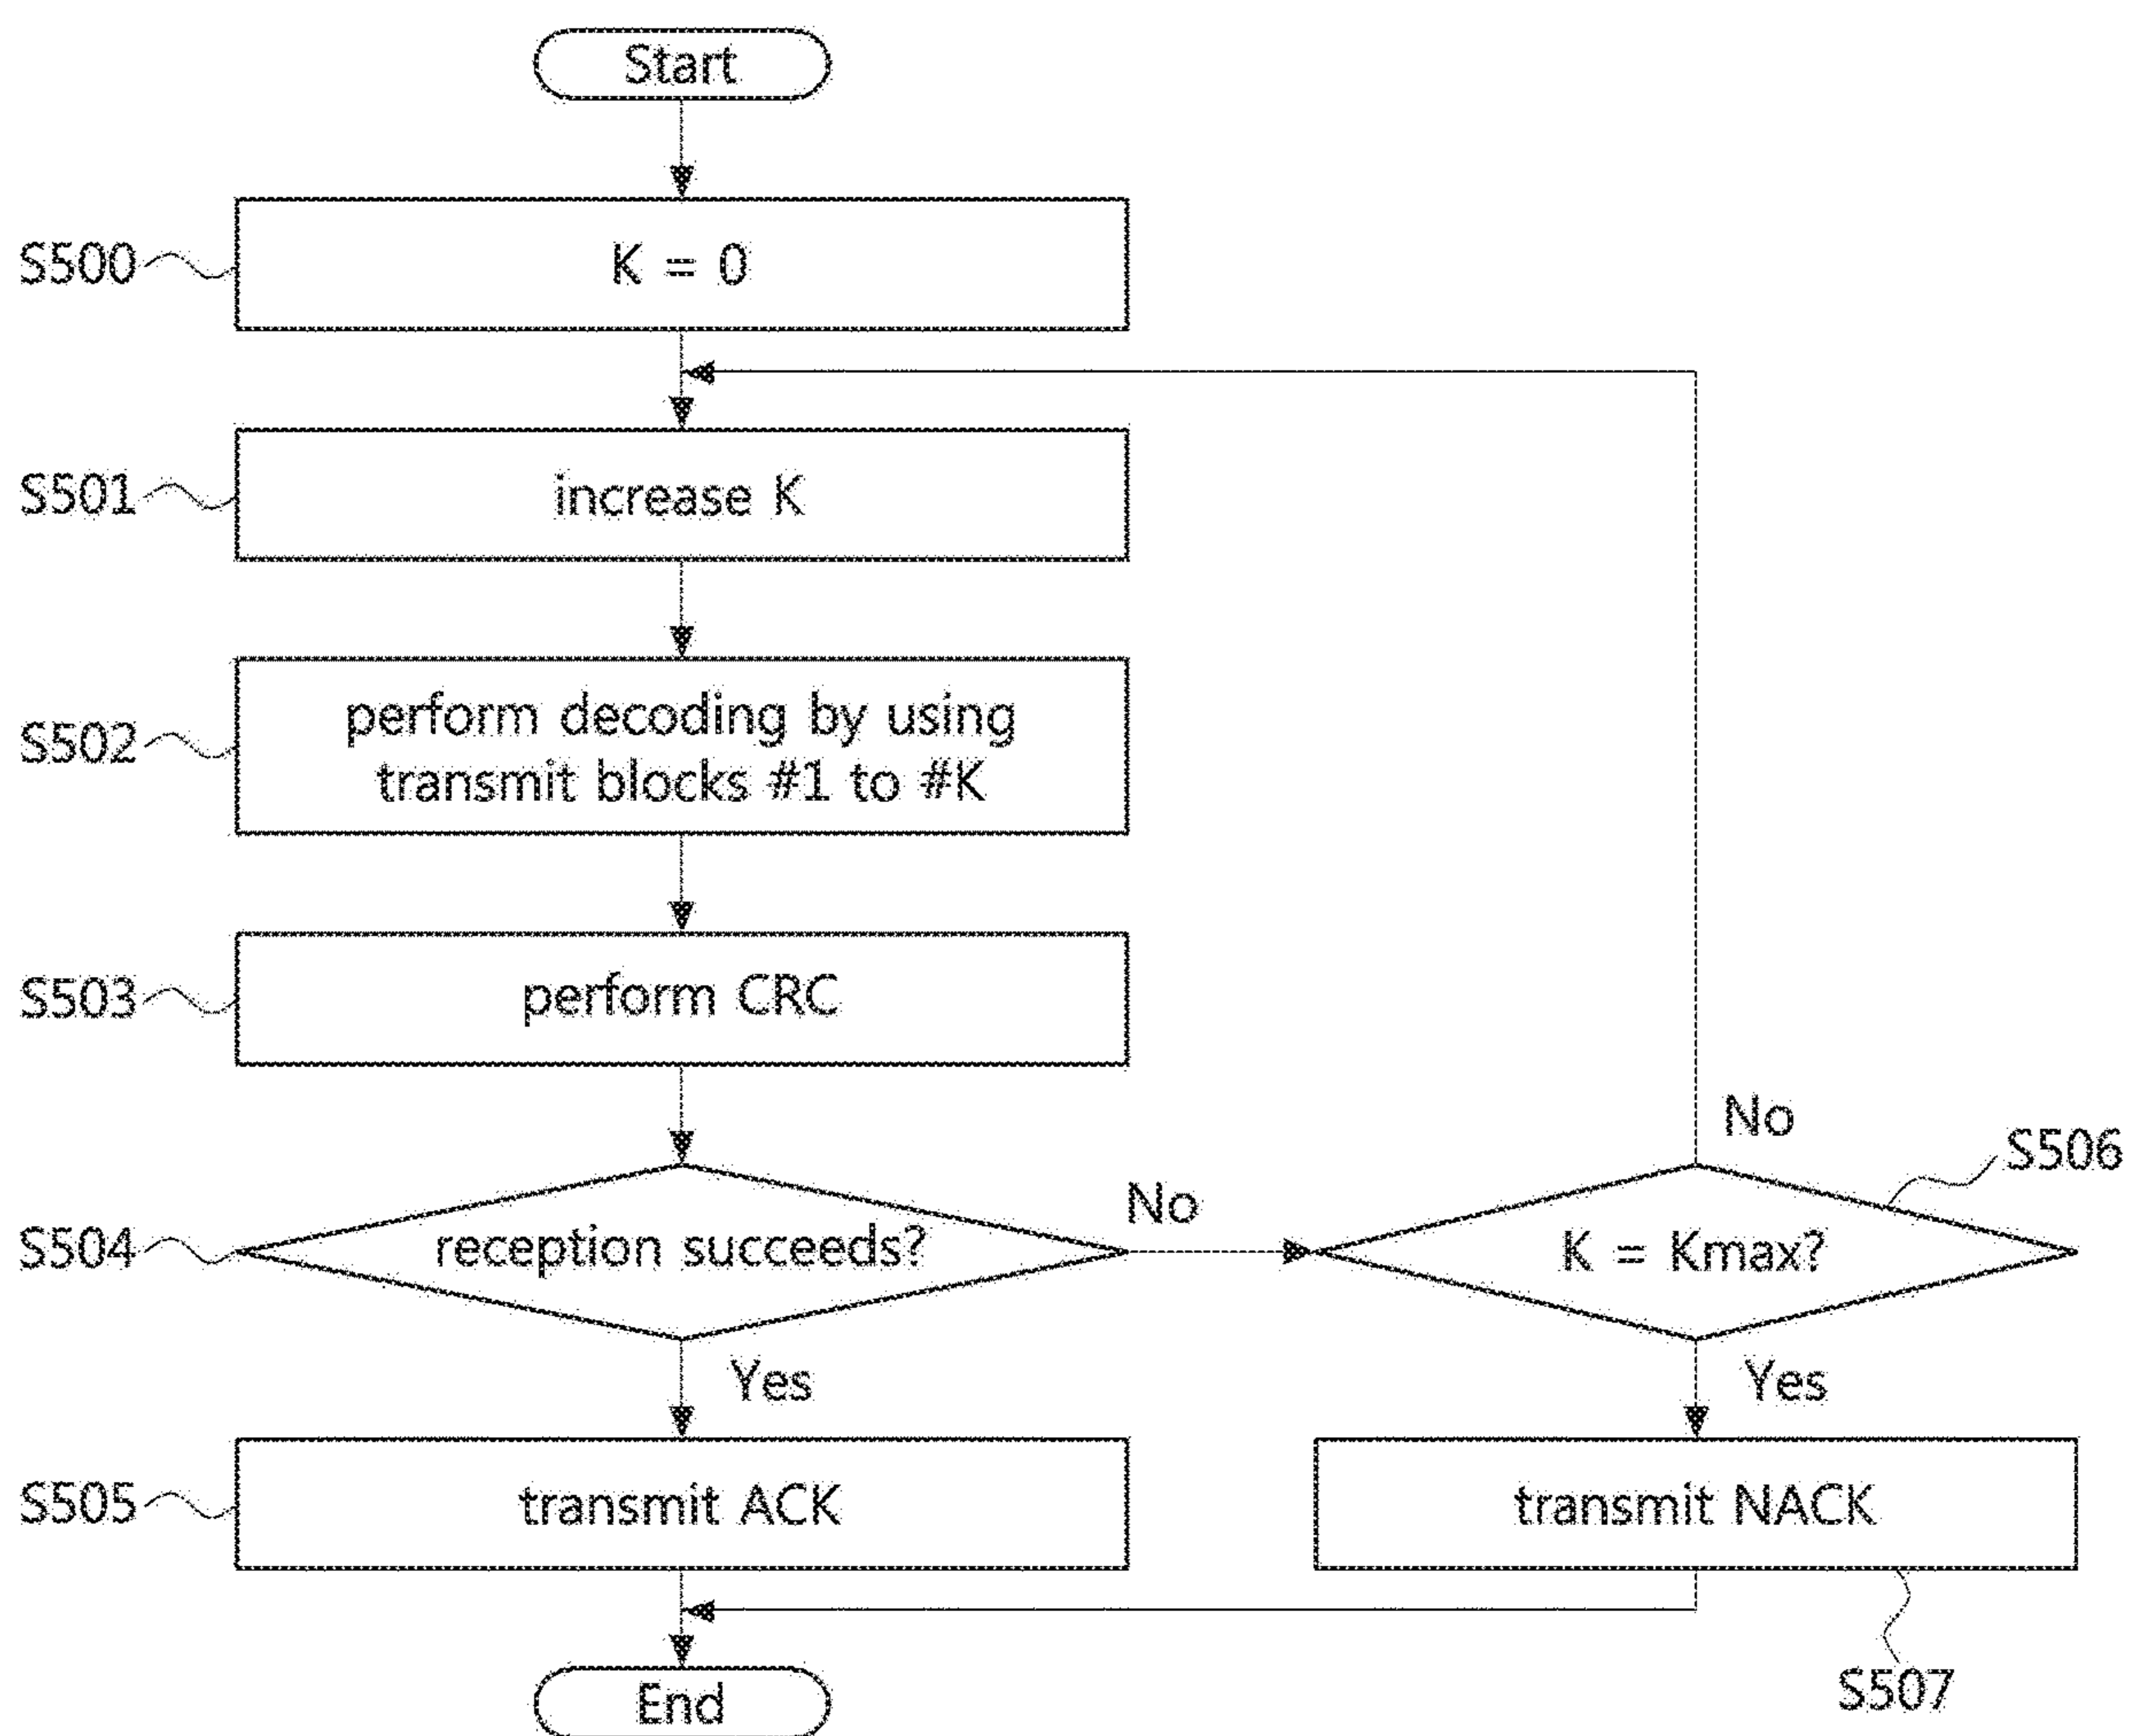 Start
S500
K = 0
S501
increase K
S502
perform decoding by using
transmit blocks #1 to #K
S503
perform CRC
No
S506
S504
reception succeeds?
No
K = Kmax?
Yes
Yes
S505
transmit ACK
transmit NACK
End
S507